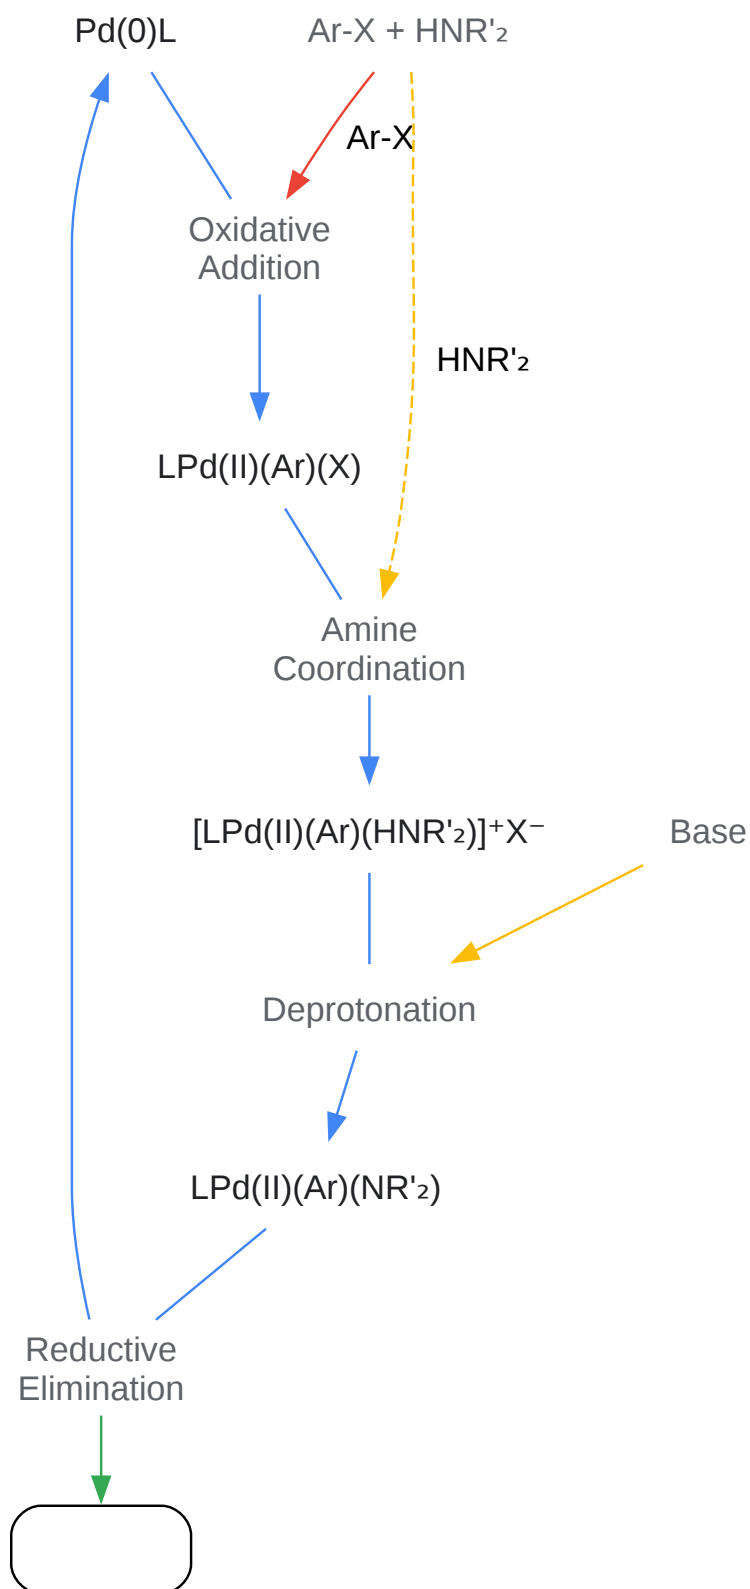 Pd(0)L
Ar-X + HNR'₂
Ar-X
Oxidative
Addition
HNR'₂
LPd(II)(Ar)(X)
Amine
Coordination
[LPd(II)(Ar)(HNR'₂)]⁺X⁻
Base
Deprotonation
LPd(II)(Ar)(NR'₂)
Reductive
Elimination